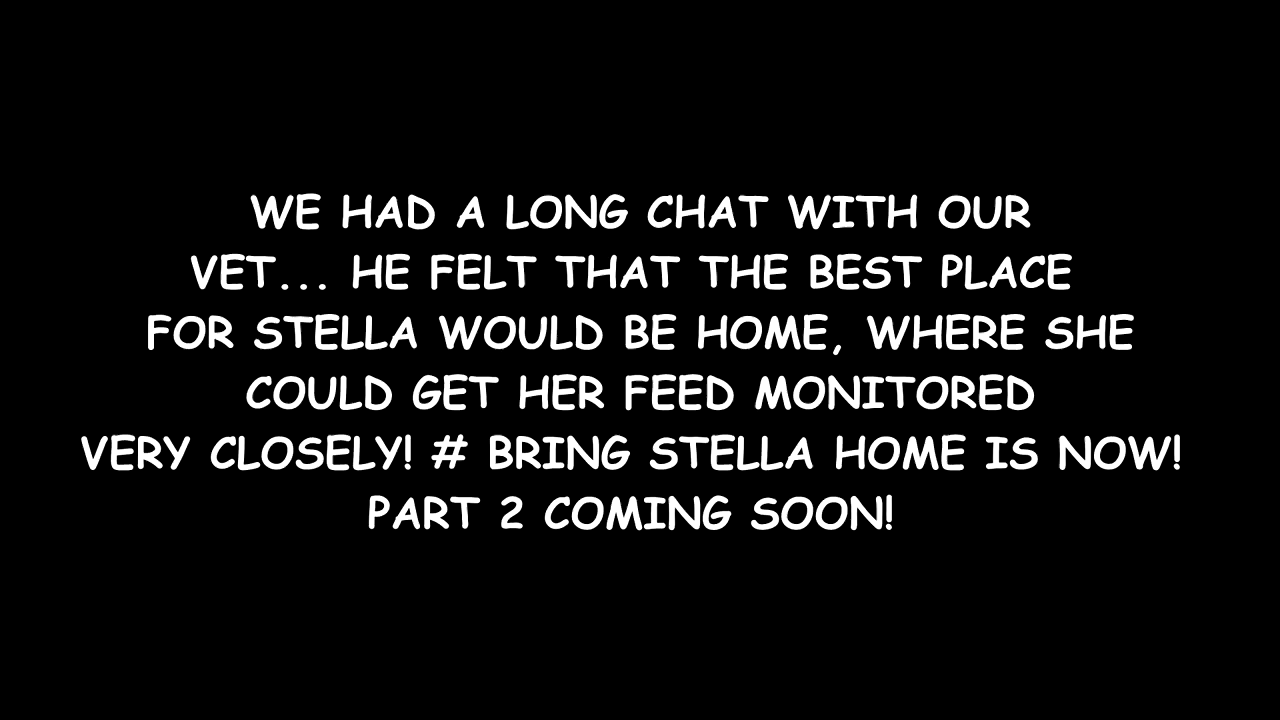 WE HAD A LONG CHAT WITH OUR
VET... HE FELT THAT THE BEST PLACE
FOR STELLA WOULD BE HOME, WHERE SHE
COULD GET HER FEED MONITORED
VERY CLOSELY! # BRING STELLA HOME IS NOW!
PART 2 COMING SOON!